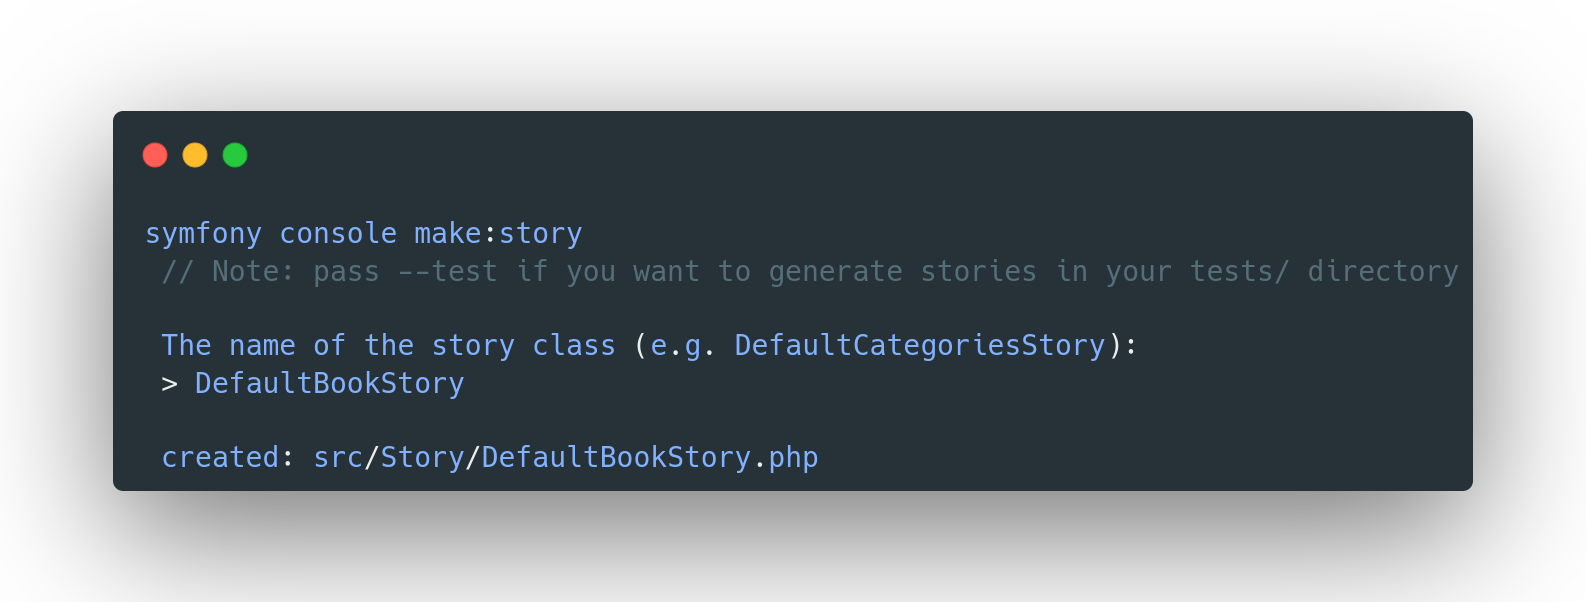 symfony console make:story
// Note: pass --test if you want to generate stories in your tests/ directory
The name of the story class (e.g. DefaultCategoriesStory):
> DefaultBookStory
created: src/Story/DefaultBookStory.php